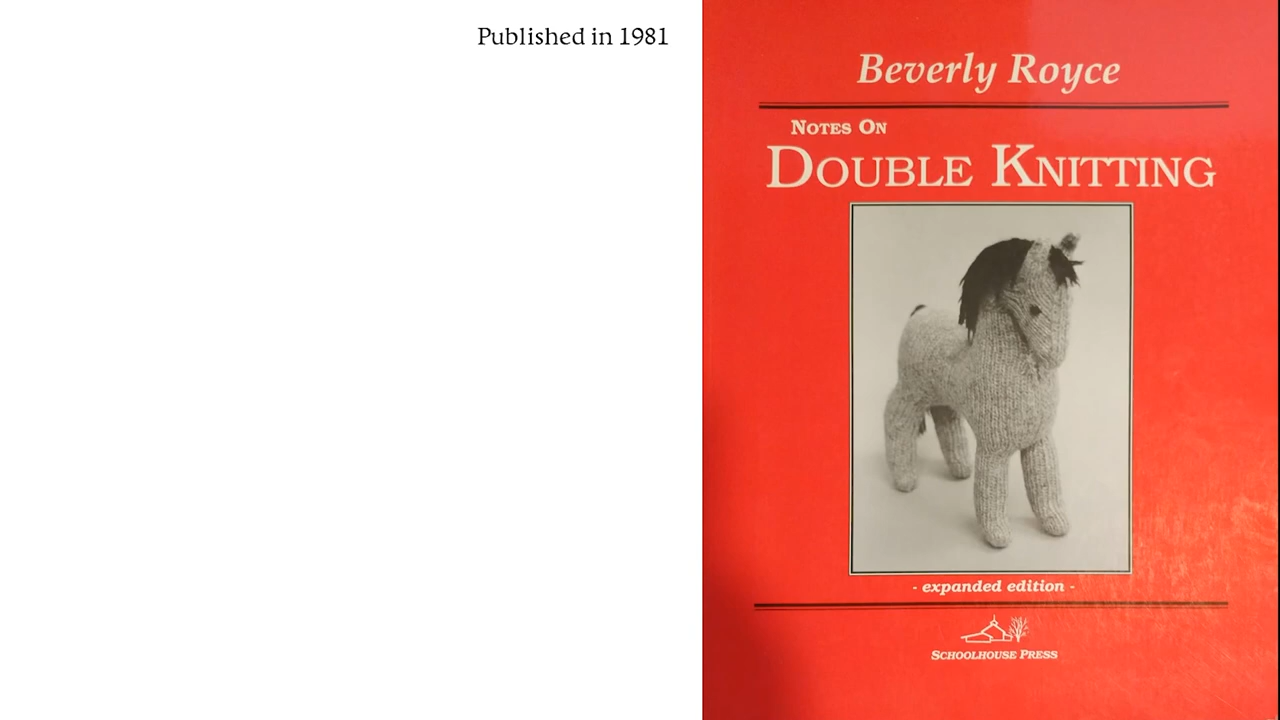 Published in 1981
Beverly Royce
Notes On
Double Knitting
- expanded edition -
Schoolhouse Press